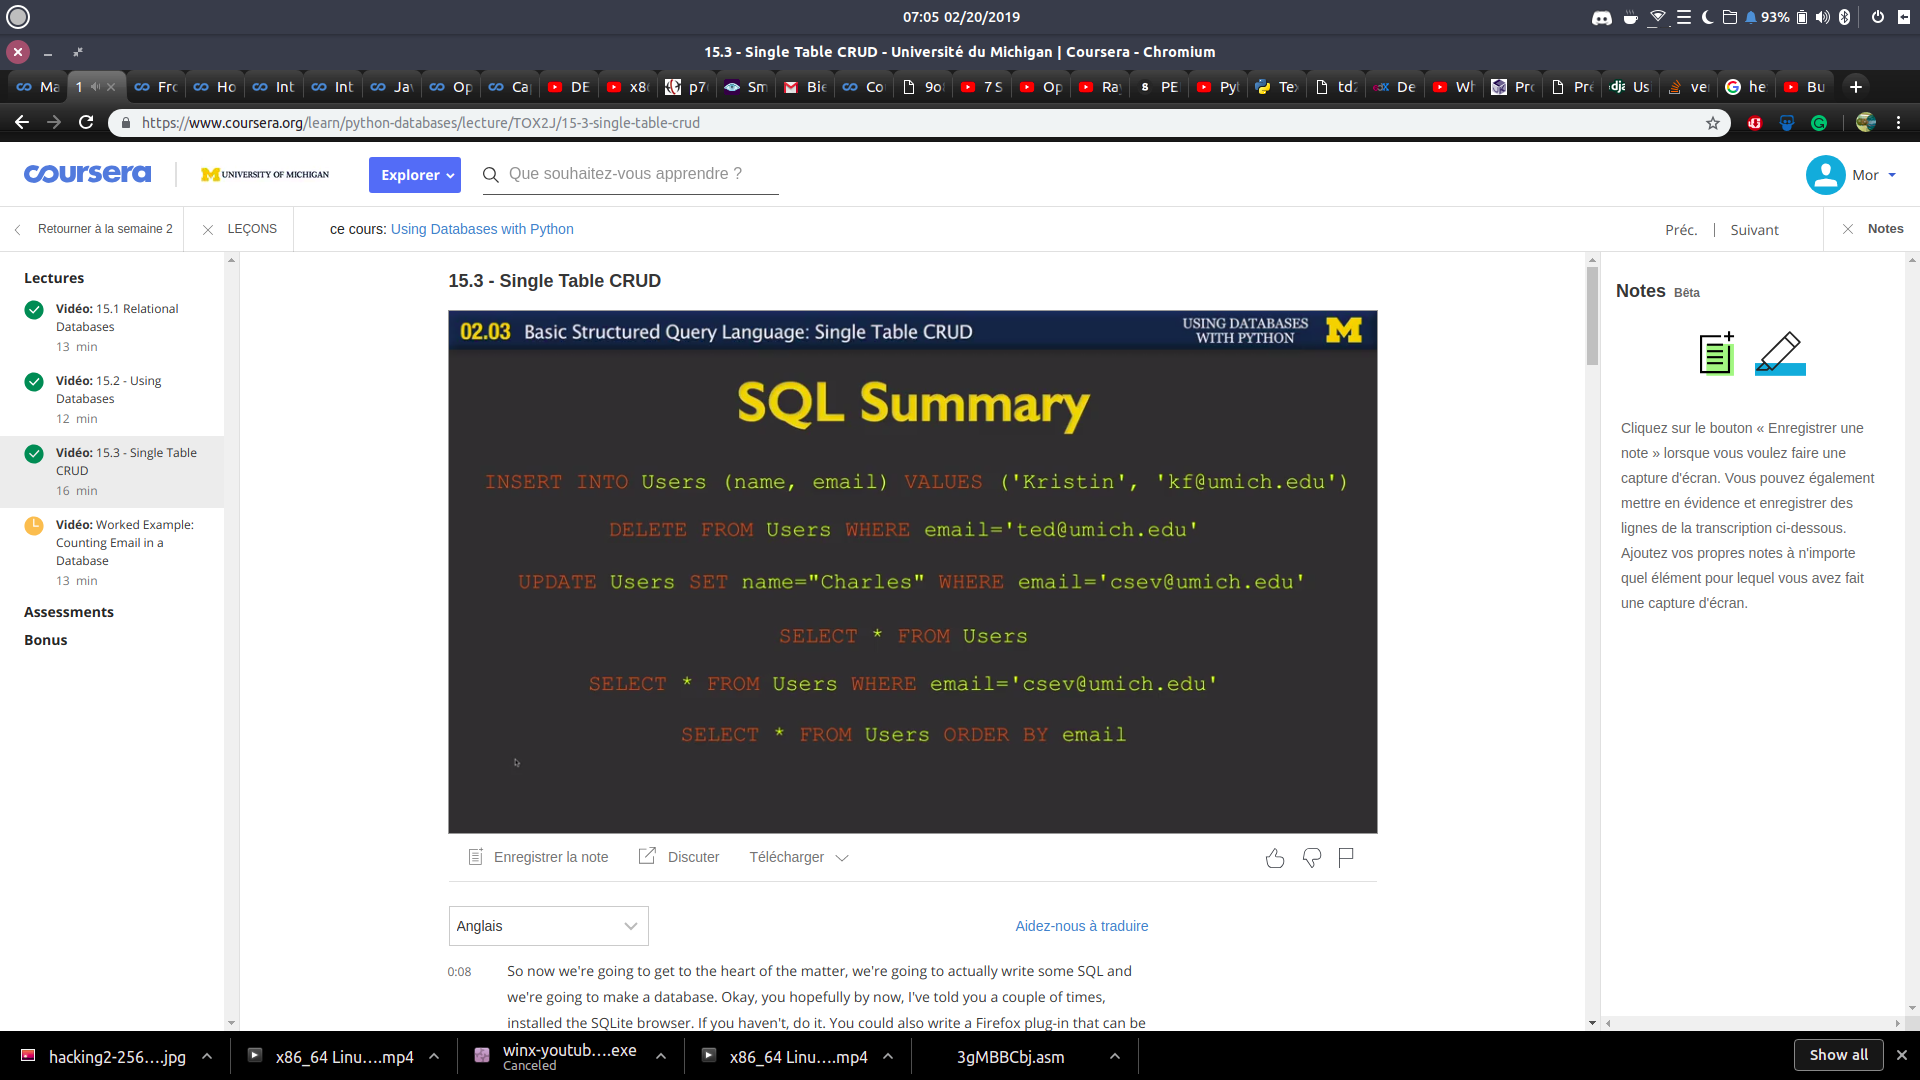 07:05 02/20/2019
93%
15.3 - Single Table CRUD - Université du Michigan | Coursera - Chromium
Ma
1
Fro
Ho
Int
Int
Jav
Op
Ca
DE
x8
p7
Sm
Bie
Co
9o
7 S
Op
Ra
PE
Pyt
Te
td2
De
Wh
Pro
Pré
Us
ve
he
Bu
https://www.coursera.org/learn/python-databases/lecture/TOX2J/15-3-single-table-crud
coursera
UNIVERSITY OF MICHIGAN
Explorer
Que souhaitez-vous apprendre ?
Mor
Retourner à la semaine 2
LEÇONS
ce cours: Using Databases with Python
Préc. | Suivant
Notes
Lectures
Vidéo: 15.1 Relational
Databases
13 min
Vidéo: 15.2 - Using
Databases
12 min
Vidéo: 15.3 - Single Table
CRUD
16 min
Vidéo: Worked Example:
Counting Email in a
Database
13 min
Assessments
Bonus
15.3 - Single Table CRUD
02.03 Basic Structured Query Language: Single Table CRUD
USING DATABASES
WITH PYTHON
SQL Summary
INSERT INTO Users (name, email) VALUES ('Kristin', 'kf@umich.edu')
DELETE FROM Users WHERE email='ted@umich.edu'
UPDATE Users SET name="Charles" WHERE email='csev@umich.edu'
SELECT * FROM Users
SELECT * FROM Users WHERE email='csev@umich.edu'
SELECT * FROM Users ORDER BY email
Enregistrer la note
Discuter
Télécharger
Anglais
Aidez-nous à traduire
0:08
So now we're going to get to the heart of the matter, we're going to actually write some SQL and
we're going to make a database. Okay, you hopefully by now, I've told you a couple of times,
installed the SQLite browser. If you haven't, do it. You could also write a Firefox plug-in that can be
Notes Bêta
Cliquez sur le bouton « Enregistrer une
note » lorsque vous voulez faire une
capture d'écran. Vous pouvez également
mettre en évidence et enregistrer des
lignes de la transcription ci-dessous.
Ajoutez vos propres notes à n'importe
quel élément pour lequel vous avez fait
une capture d'écran.
hacking2-256....jpg
x86_64 Linu....mp4
winx-youtub....exe
Canceled
x86_64 Linu....mp4
3gMBBCbj.asm
Show all